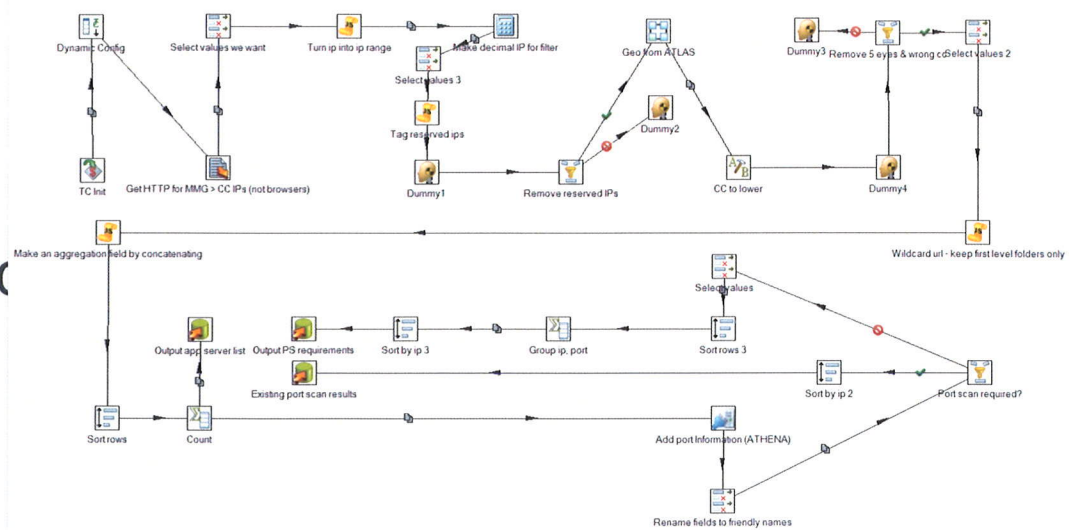 Dynamic Config
Select values we want
Turn ip into ip range
Make decimal IP for filter
Select values 3
Tag reserved ips
Dummy1
TC Init
Get HTTP for MMG > CC IPs (not browsers)
Geo from ATLAS
Dummy2
Remove reserved IPs
CC to lower
Dummy3
Remove 5 eyes & wrong cc
Select values 2
Dummy4
Make an aggregation field by concatenating
Wildcard url - keep first level folders only
Select values
Output app server list
Output PS requirements
Sort by ip 3
Group ip, port
Sort rows 3
Existing port scan results
Sort by ip 2
Port scan required?
Sort rows
Count
Add port Information (ATHENA)
Rename fields to friendly names